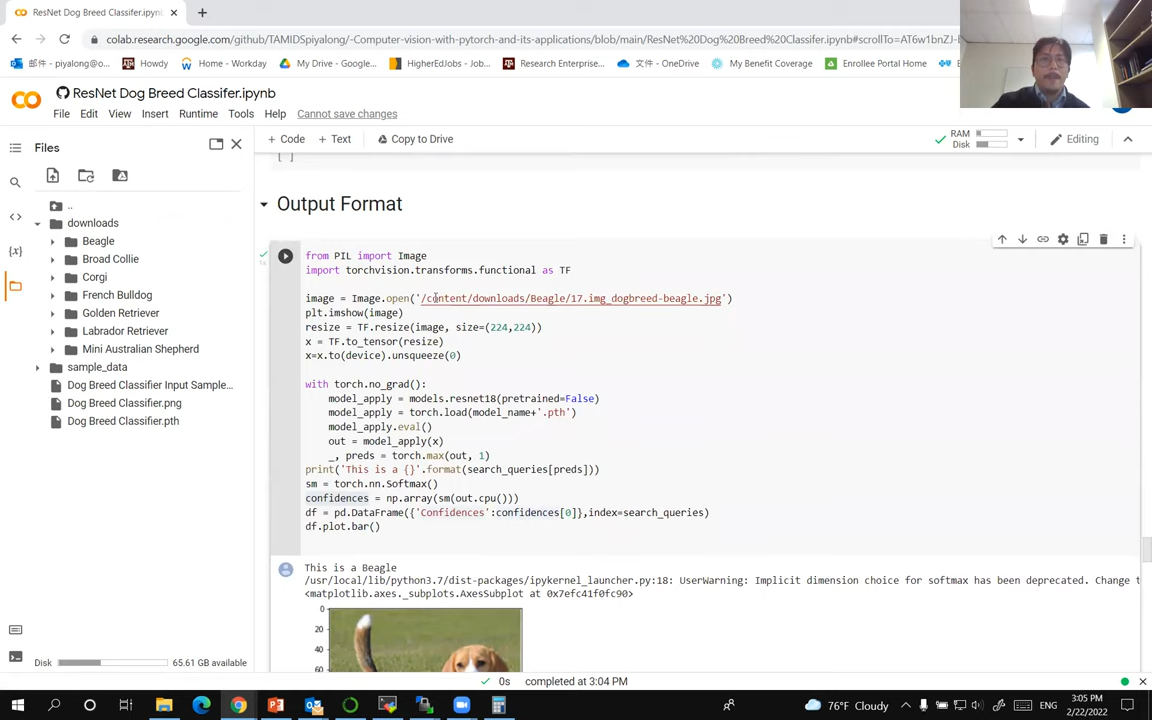 ResNet Dog Breed Classifer.ipynb
colab.research.google.com/github/TAMIDSpiyalong/-Computer-vision-with-pytorch-and-its-applications/blob/main/ResNet%20Dog%20Breed%20Classifer.ipynb#scrollTo=AT6w1bnZJ-
邮件 - piyalong@o...
Howdy
Home - Workday
My Drive - Google...
HigherEdJobs - Job...
Research Enterprise...
文件 - OneDrive
My Benefit Coverage
Enrollee Portal Home
ResNet Dog Breed Classifer.ipynb
File Edit View Insert Runtime Tools Help Cannot save changes
Files
+ Code + Text Copy to Drive
RAM
Disk
Editing
..
downloads
Beagle
Broad Collie
Corgi
French Bulldog
Golden Retriever
Labrador Retriever
Mini Australian Shepherd
sample_data
Dog Breed Classifier Input Sample...
Dog Breed Classifier.png
Dog Breed Classifier.pth
Disk 65.61 GB available
[ ]
Output Format
from PIL import Image
import torchvision.transforms.functional as TF
image = Image.open('/content/downloads/Beagle/17.img_dogbreed-beagle.jpg')
plt.imshow(image)
resize = TF.resize(image, size=(224,224))
x = TF.to_tensor(resize)
x=x.to(device).unsqueeze(0)
with torch.no_grad():
model_apply = models.resnet18(pretrained=False)
model_apply = torch.load(model_name+'.pth')
model_apply.eval()
out = model_apply(x)
_, preds = torch.max(out, 1)
print('This is a {}'.format(search_queries[preds]))
sm = torch.nn.Softmax()
confidences = np.array(sm(out.cpu()))
df = pd.DataFrame({'Confidences':confidences[0]},index=search_queries)
df.plot.bar()
This is a Beagle
/usr/local/lib/python3.7/dist-packages/ipykernel_launcher.py:18: UserWarning: Implicit dimension choice for softmax has been deprecated. Change t
<matplotlib.axes._subplots.AxesSubplot at 0x7efc41f0fc90>
0
20
40
60
0s completed at 3:04 PM
76°F Cloudy
ENG
3:05 PM
2/22/2022